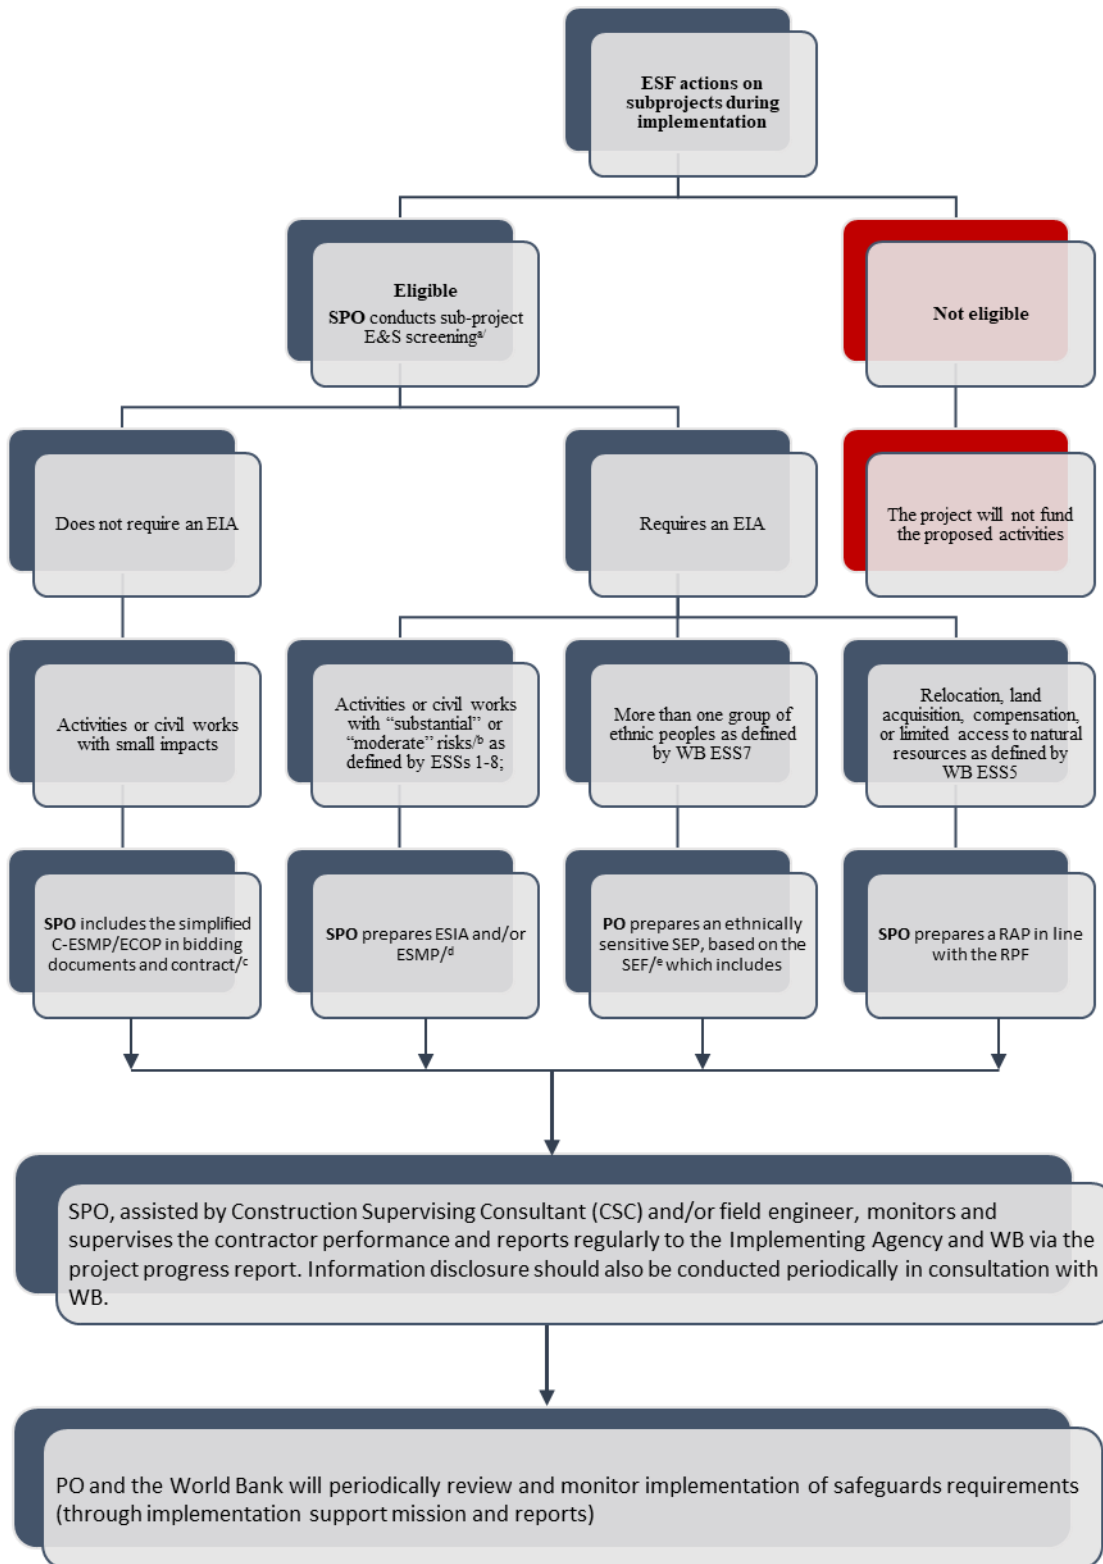 ESF actions on
subprojects during
implementation
Eligible
SPO conducts sub-project
E&S screeningᵃ/
Not eligible
Does not require an EIA
Requires an EIA
The project will not fund
the proposed activities
Activities or civil works
with small impacts
Activities or civil works
with “substantial” or
“moderate” risks/ᵇ as
defined by ESSs 1-8;
More than one group of
ethnic peoples as defined
by WB ESS7
Relocation, land
acquisition, compensation,
or limited access to natural
resources as defined by
WB ESS5
SPO includes the simplified
C-ESMP/ECOP in bidding
documents and contract/ᶜ
SPO prepares ESIA and/or
ESMP/ᵈ
PO prepares an ethnically
sensitive SEP, based on the
SEF/ᵉ which includes
SPO prepares a RAP in line
with the RPF
SPO, assisted by Construction Supervising Consultant (CSC) and/or field engineer, monitors and
supervises the contractor performance and reports regularly to the Implementing Agency and WB via the
project progress report. Information disclosure should also be conducted periodically in consultation with
WB.
PO and the World Bank will periodically review and monitor implementation of safeguards requirements
(through implementation support mission and reports)